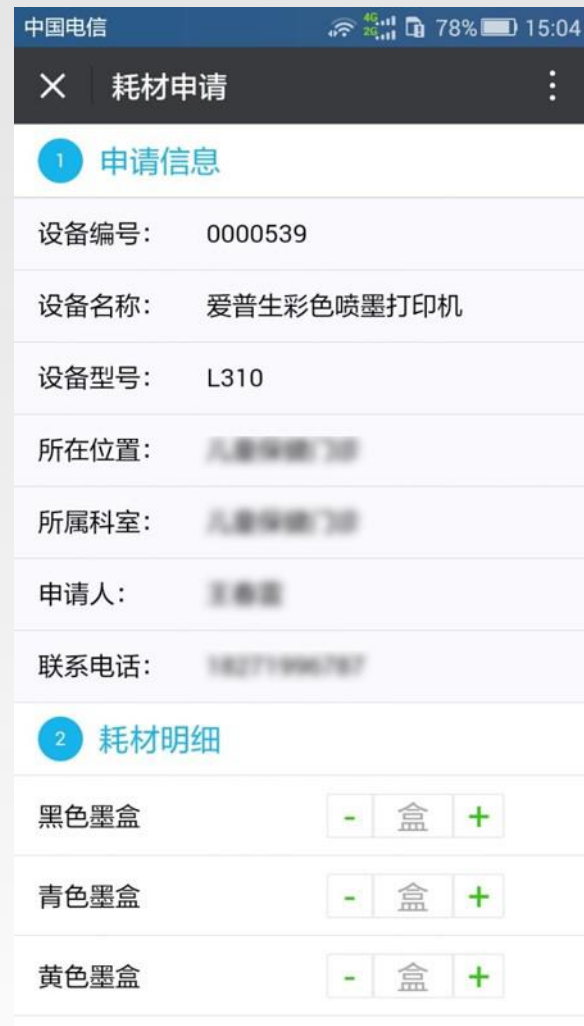 中国电信 4G 2G 78% 15:04
耗材申请
1 申请信息
设备编号: 0000539
设备名称: 爱普生彩色喷墨打印机
设备型号: L310
所在位置:
所属科室:
申请人:
联系电话:
2 耗材明细
黑色墨盒 - 盒 +
青色墨盒 - 盒 +
黄色墨盒 - 盒 +